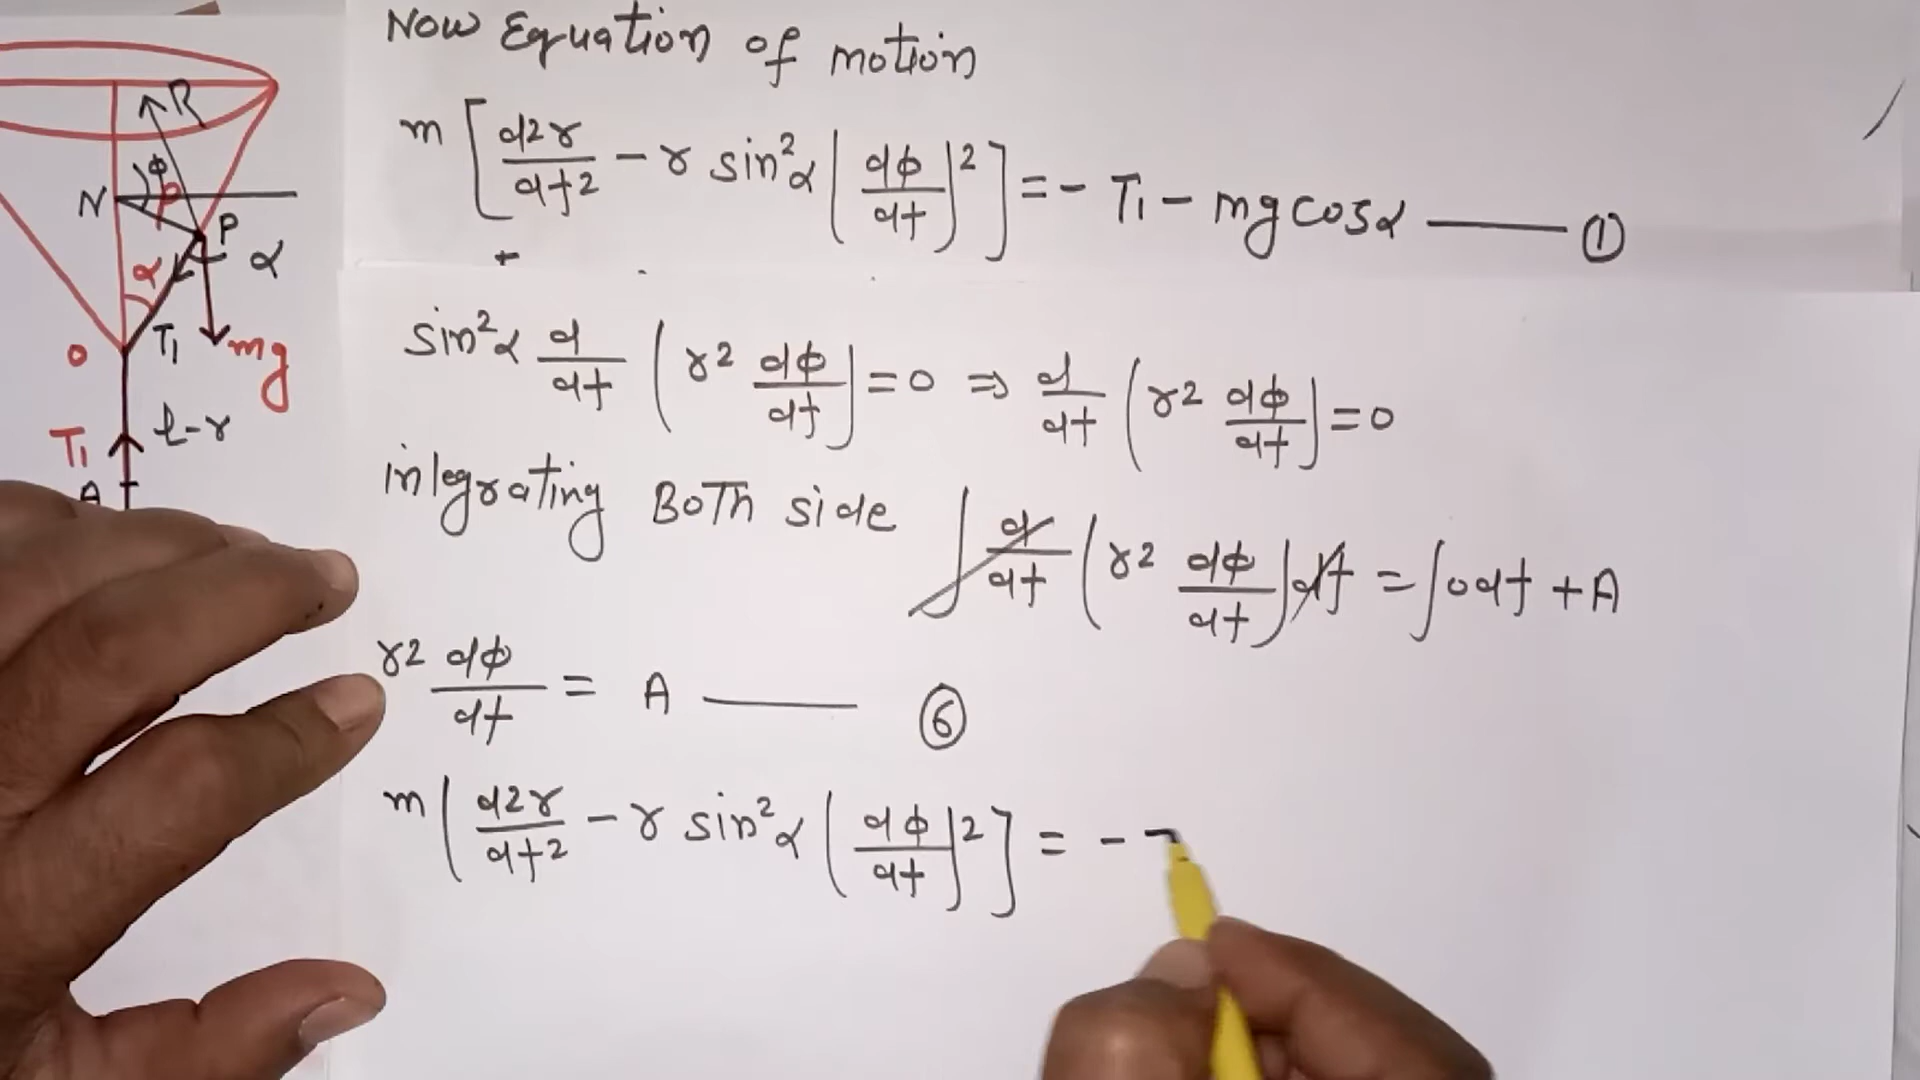 Now Equation of motion
m [ d2r/dt2 − r sin²α ( dϕ/dt )² ] = − T₁ − mg cosα —— ①
sin²α d/dt ( r2 dϕ/dt ) = 0 ⇒ d/dt ( r2 dϕ/dt ) = 0
inlegrating Both side ∫ d/dt ( r2 dϕ/dt ) dt = ∫ 0 dt + A
r2 dϕ/dt = A —— ⑥
m ( d2r/dt2 − r sin²α ( dϕ/dt )² ] = −
R
ϕ
N
P
P
α
α
O
T₁
mg
T₁
l-r
A